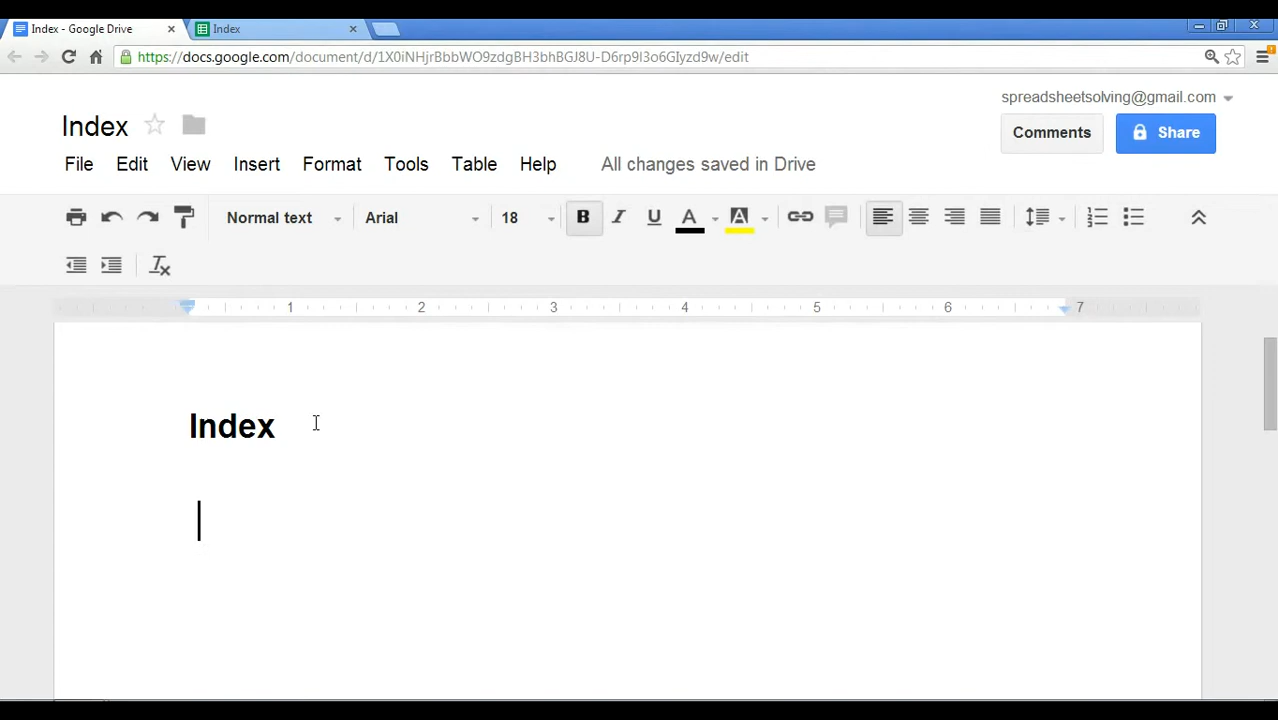 Index - Google Drive
Index
https://docs.google.com/document/d/1X0iNHjrBbbWO9zdgBH3bhBGJ8U-D6rp9I3o6GIyzd9w/edit
spreadsheetsolving@gmail.com
Index
Comments
Share
File Edit View Insert Format Tools Table Help All changes saved in Drive
Normal text Arial 18 B I U A A
1 2 3 4 5 6 7
Index